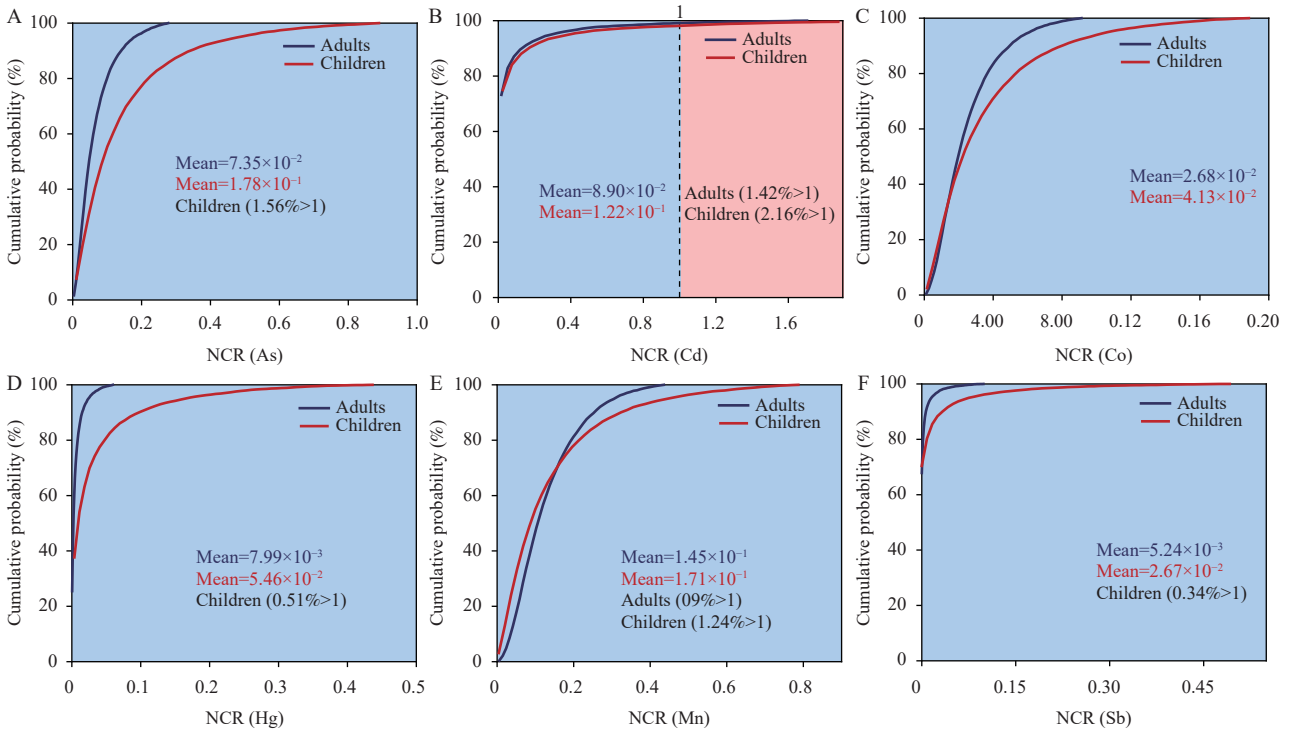 A
Cumulative probability (%)
100
80
60
40
20
0
Adults
Children
Mean=7.35×10⁻²
Mean=1.78×10⁻¹
Children (1.56%>1)
0 0.2 0.4 0.6 0.8 1.0
NCR (As)
B
1
Cumulative probability (%)
100
80
60
40
20
0
Adults
Children
Mean=8.90×10⁻²
Mean=1.22×10⁻¹
Adults (1.42%>1)
Children (2.16%>1)
0 0.4 0.6 1.2 1.6
NCR (Cd)
C
Cumulative probability (%)
100
80
60
40
20
0
Adults
Children
Mean=2.68×10⁻²
Mean=4.13×10⁻²
0 4.00 8.00 0.12 0.16 0.20
NCR (Co)
D
Cumulative probability (%)
100
80
60
40
20
0
Adults
Children
Mean=7.99×10⁻³
Mean=5.46×10⁻²
Children (0.51%>1)
0 0.1 0.2 0.3 0.4 0.5
NCR (Hg)
E
Cumulative probability (%)
100
80
60
40
20
0
Adults
Children
Mean=1.45×10⁻¹
Mean=1.71×10⁻¹
Adults (09%>1)
Children (1.24%>1)
0 0.2 0.4 0.6 0.8
NCR (Mn)
F
Cumulative probability (%)
100
80
60
40
20
0
Adults
Children
Mean=5.24×10⁻³
Mean=2.67×10⁻²
Children (0.34%>1)
0 0.15 0.30 0.45
NCR (Sb)